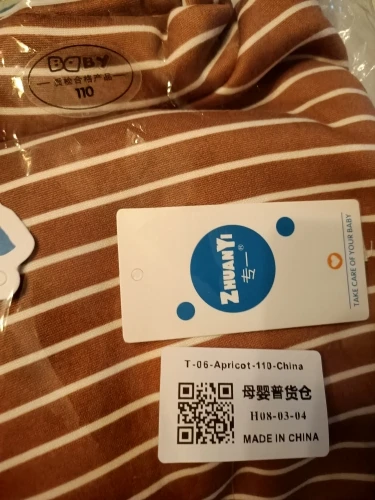 BOBY
110
ZHUANYI®
专一
TAKE CARE OF YOUR BABY
T-06-Apricot-110-China
母婴普货仓
H08-03-04
MADE IN CHINA